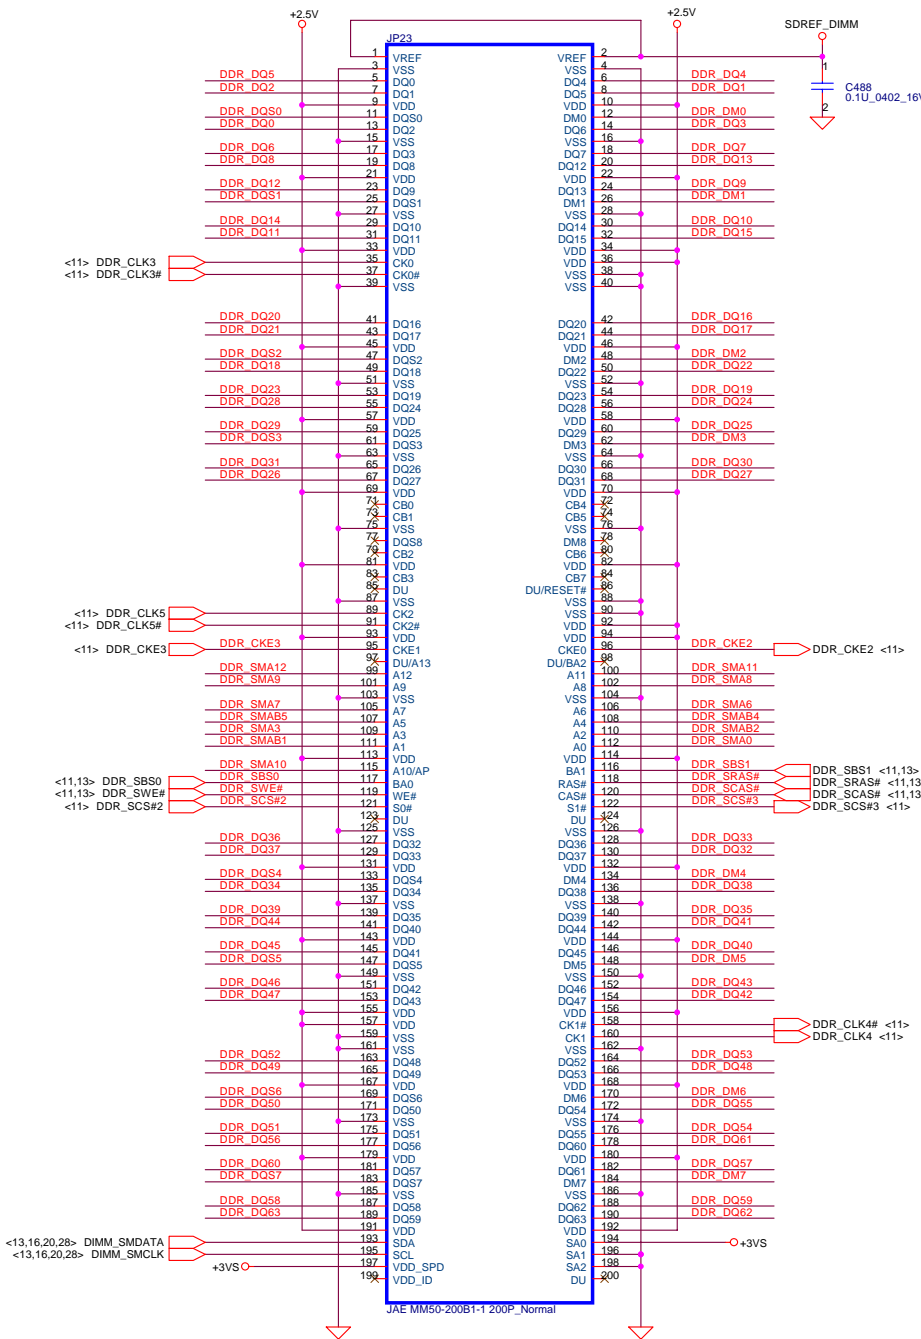 +2.5V +2.5V
SDREF_DIMM
JP23
1 VREF VREF 2
3 VSS VSS 4
DDR_DQ5 5 DQ0 DQ4 6 DDR_DQ4
DDR_DQ2 7 DQ1 DQ5 8 DDR_DQ1
9 VDD VDD 10
DDR_DQS0 11 DQS0 DM0 12 DDR_DM0
DDR_DQ0 13 DQ2 DQ6 14 DDR_DQ3
15 VSS VSS 16
DDR_DQ6 17 DQ3 DQ7 18 DDR_DQ7
DDR_DQ8 19 DQ8 DQ12 20 DDR_DQ13
21 VDD VDD 22
DDR_DQ12 23 DQ9 DQ13 24 DDR_DQ9
DDR_DQS1 25 DQS1 DM1 26 DDR_DM1
27 VSS VSS 28
DDR_DQ14 29 DQ10 DQ14 30 DDR_DQ10
DDR_DQ11 31 DQ11 DQ15 32 DDR_DQ15
33 VDD VDD 34
<11> DDR_CLK3 35 CK0 VDD 36
<11> DDR_CLK3# 37 CK0# VSS 38
39 VSS VSS 40
DDR_DQ20 41 DQ16 DQ20 42 DDR_DQ16
DDR_DQ21 43 DQ17 DQ21 44 DDR_DQ17
45 VDD VDD 46
DDR_DQS2 47 DQS2 DM2 48 DDR_DM2
DDR_DQ18 49 DQ18 DQ22 50 DDR_DQ22
51 VSS VSS 52
DDR_DQ23 53 DQ19 DQ23 54 DDR_DQ19
DDR_DQ28 55 DQ24 DQ28 56 DDR_DQ24
57 VDD VDD 58
DDR_DQ29 59 DQ25 DQ29 60 DDR_DQ25
DDR_DQS3 61 DQS3 DM3 62 DDR_DM3
63 VSS VSS 64
DDR_DQ31 65 DQ26 DQ30 66 DDR_DQ30
DDR_DQ26 67 DQ27 DQ31 68 DDR_DQ27
69 VDD VDD 70
71 CB0 CB4 72
73 CB1 CB5 74
75 VSS VSS 76
77 DQS8 DM8 78
79 CB2 CB6 80
81 VDD VDD 82
83 CB3 CB7 84
85 DU DU/RESET# 86
87 VSS VSS 88
<11> DDR_CLK5 89 CK2 VSS 90
<11> DDR_CLK5# 91 CK2# VDD 92
93 VDD VDD 94
<11> DDR_CKE3 DDR_CKE3 95 CKE1 CKE0 96 DDR_CKE2 DDR_CKE2 <11>
97 DU/A13 DU/BA2 98
DDR_SMA12 99 A12 A11 100 DDR_SMA11
DDR_SMA9 101 A9 A8 102 DDR_SMA8
103 VSS VSS 104
DDR_SMA7 105 A7 A6 106 DDR_SMA6
DDR_SMAB5 107 A5 A4 108 DDR_SMAB4
DDR_SMA3 109 A3 A2 110 DDR_SMAB2
DDR_SMAB1 111 A1 A0 112 DDR_SMA0
113 VDD VDD 114
DDR_SMA10 115 A10/AP BA1 116 DDR_SBS1 DDR_SBS1 <11,13>
<11,13> DDR_SBS0 DDR_SBS0 117 BA0 RAS# 118 DDR_SRAS# DDR_SRAS# <11,13
<11,13> DDR_SWE# DDR_SWE# 119 WE# CAS# 120 DDR_SCAS# DDR_SCAS# <11,13
<11> DDR_SCS#2 DDR_SCS#2 121 S0# S1# 122 DDR_SCS#3 DDR_SCS#3 <11>
123 DU DU 124
125 VSS VSS 126
DDR_DQ36 127 DQ32 DQ36 128 DDR_DQ33
DDR_DQ37 129 DQ33 DQ37 130 DDR_DQ32
131 VDD VDD 132
DDR_DQS4 133 DQS4 DM4 134 DDR_DM4
DDR_DQ34 135 DQ34 DQ38 136 DDR_DQ38
137 VSS VSS 138
DDR_DQ39 139 DQ35 DQ39 140 DDR_DQ35
DDR_DQ44 141 DQ40 DQ44 142 DDR_DQ41
143 VDD VDD 144
DDR_DQ45 145 DQ41 DQ45 146 DDR_DQ40
DDR_DQS5 147 DQS5 DM5 148 DDR_DM5
149 VSS VSS 150
DDR_DQ46 151 DQ42 DQ46 152 DDR_DQ43
DDR_DQ47 153 DQ43 DQ47 154 DDR_DQ42
155 VDD VDD 156
157 VDD CK1# 158 DDR_CLK4# <11>
159 VSS CK1 160 DDR_CLK4 <11>
161 VSS VSS 162
DDR_DQ52 163 DQ48 DQ52 164 DDR_DQ53
DDR_DQ49 165 DQ49 DQ53 166 DDR_DQ48
167 VDD VDD 168
DDR_DQS6 169 DQS6 DM6 170 DDR_DM6
DDR_DQ50 171 DQ50 DQ54 172 DDR_DQ55
173 VSS VSS 174
DDR_DQ51 175 DQ51 DQ55 176 DDR_DQ54
DDR_DQ56 177 DQ56 DQ60 178 DDR_DQ61
179 VDD VDD 180
DDR_DQ60 181 DQ57 DQ61 182 DDR_DQ57
DDR_DQS7 183 DQS7 DM7 184 DDR_DM7
185 VSS VSS 186
DDR_DQ58 187 DQ58 DQ62 188 DDR_DQ59
DDR_DQ63 189 DQ59 DQ63 190 DDR_DQ62
191 VDD VDD 192
<13,16,20,28> DIMM_SMDATA 193 SDA SA0 194 +3VS
<13,16,20,28> DIMM_SMCLK 195 SCL SA1 196
+3VS 197 VDD_SPD SA2 198
199 VDD_ID DU 200
JAE MM50-200B1-1 200P_Normal
1
C488
0.1U_0402_16V
2